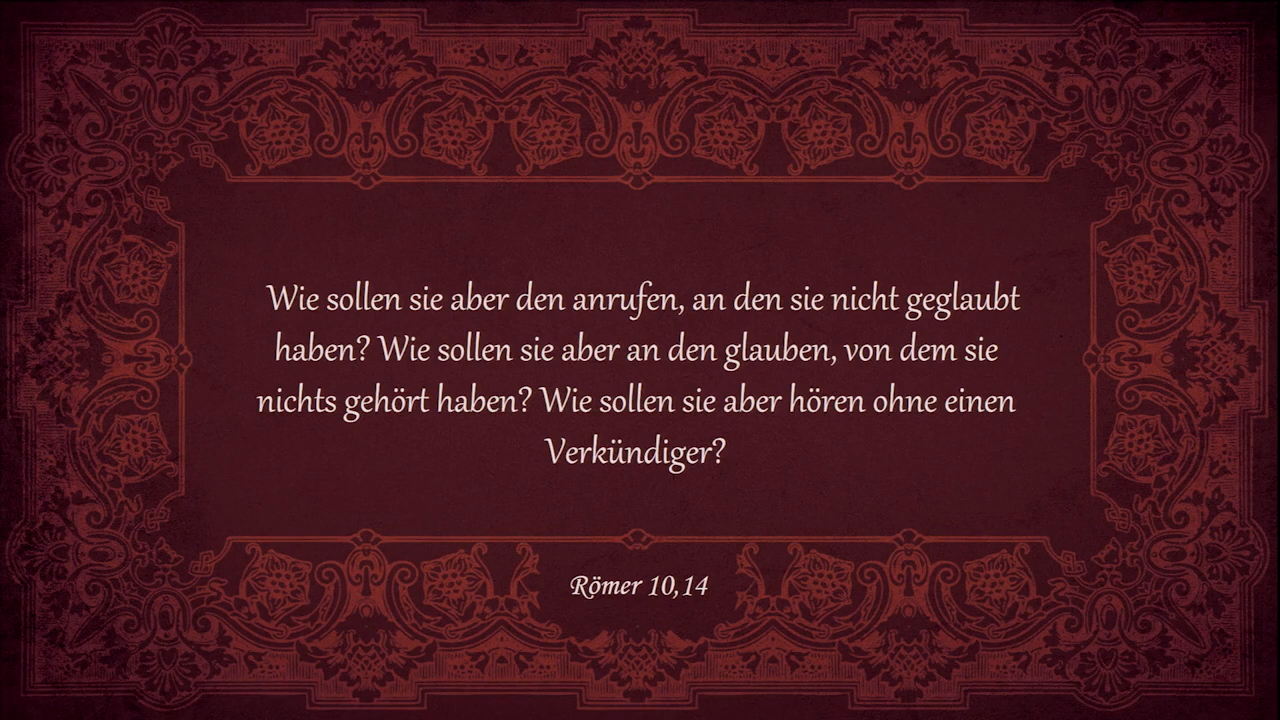 Wie sollen sie aber den anrufen, an den sie nicht geglaubt
haben? Wie sollen sie aber an den glauben, von dem sie
nichts gehört haben? Wie sollen sie aber hören ohne einen
Verkündiger?
Römer 10,14